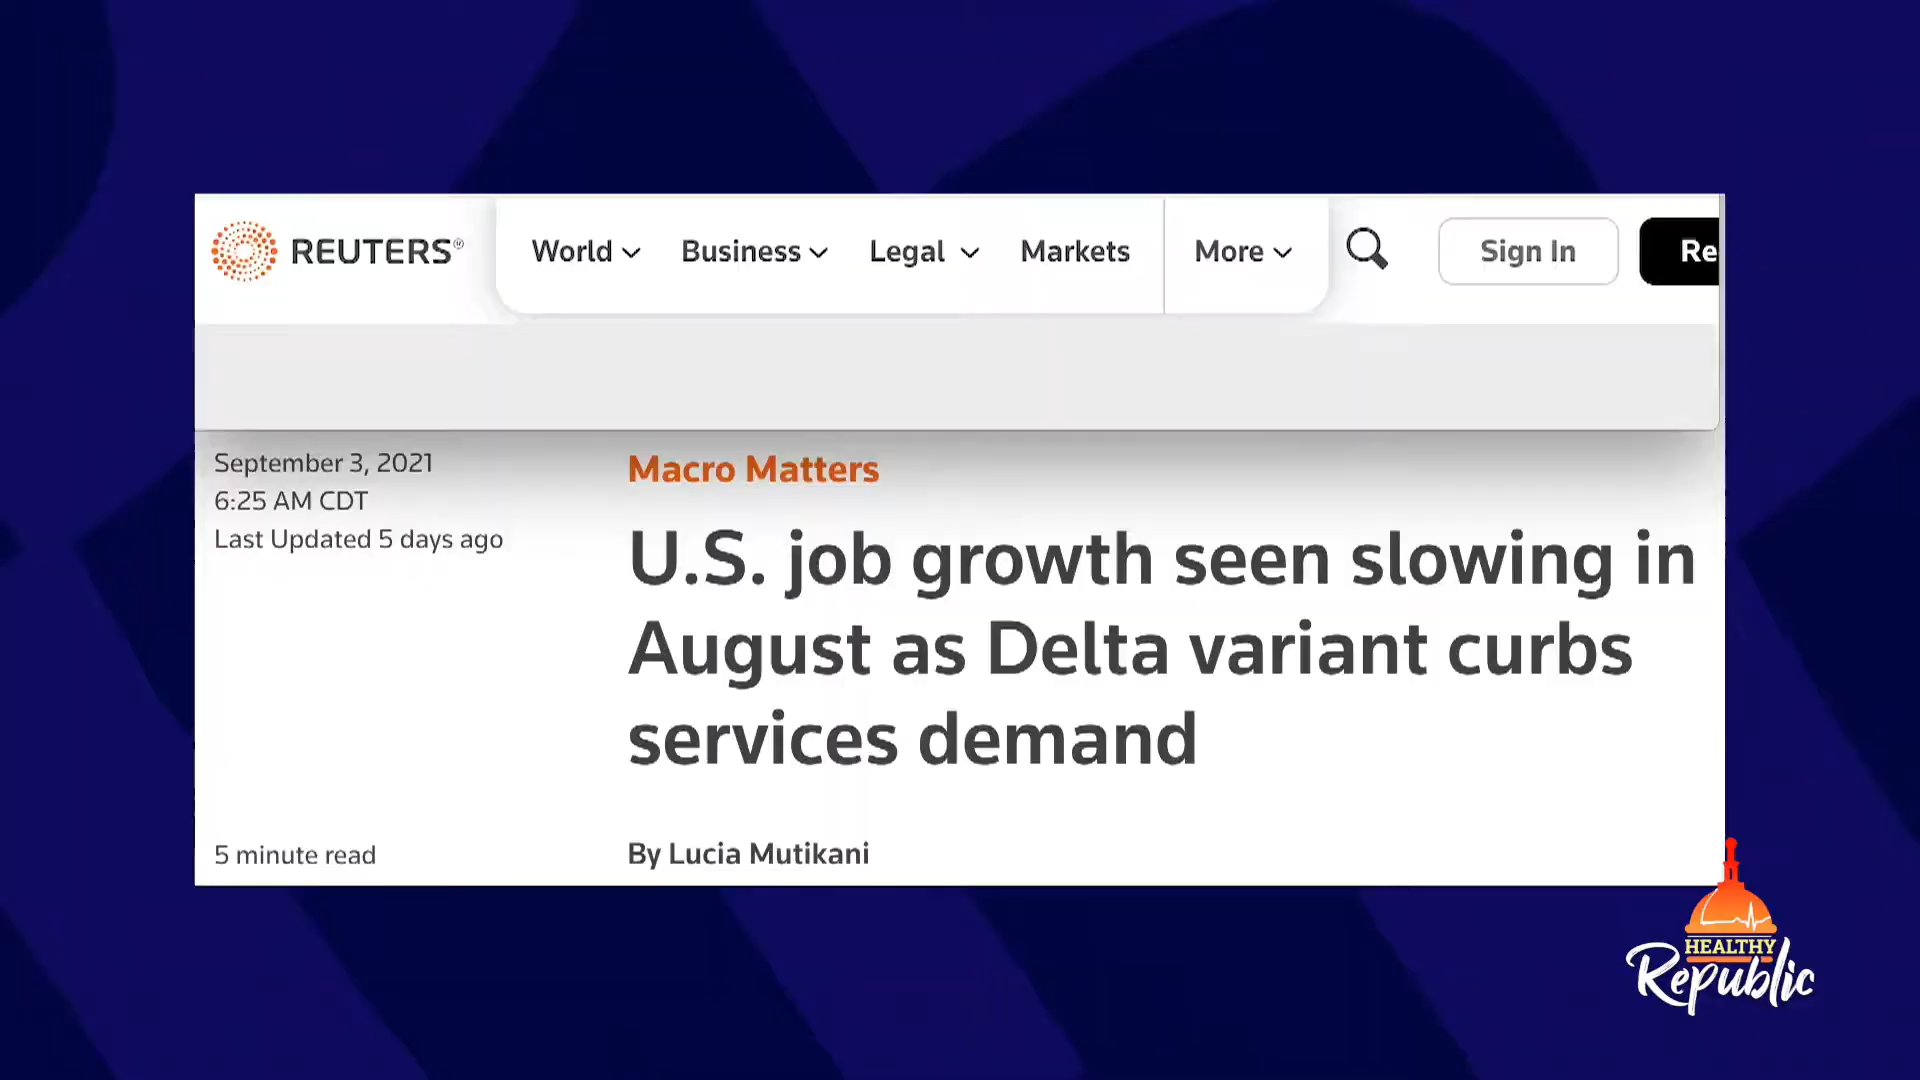 REUTERS®
World
Business
Legal
Markets
More
Sign In
Re
September 3, 2021
6:25 AM CDT
Last Updated 5 days ago
Macro Matters
U.S. job growth seen slowing in
August as Delta variant curbs
services demand
5 minute read
By Lucia Mutikani
HEALTHY
Republic